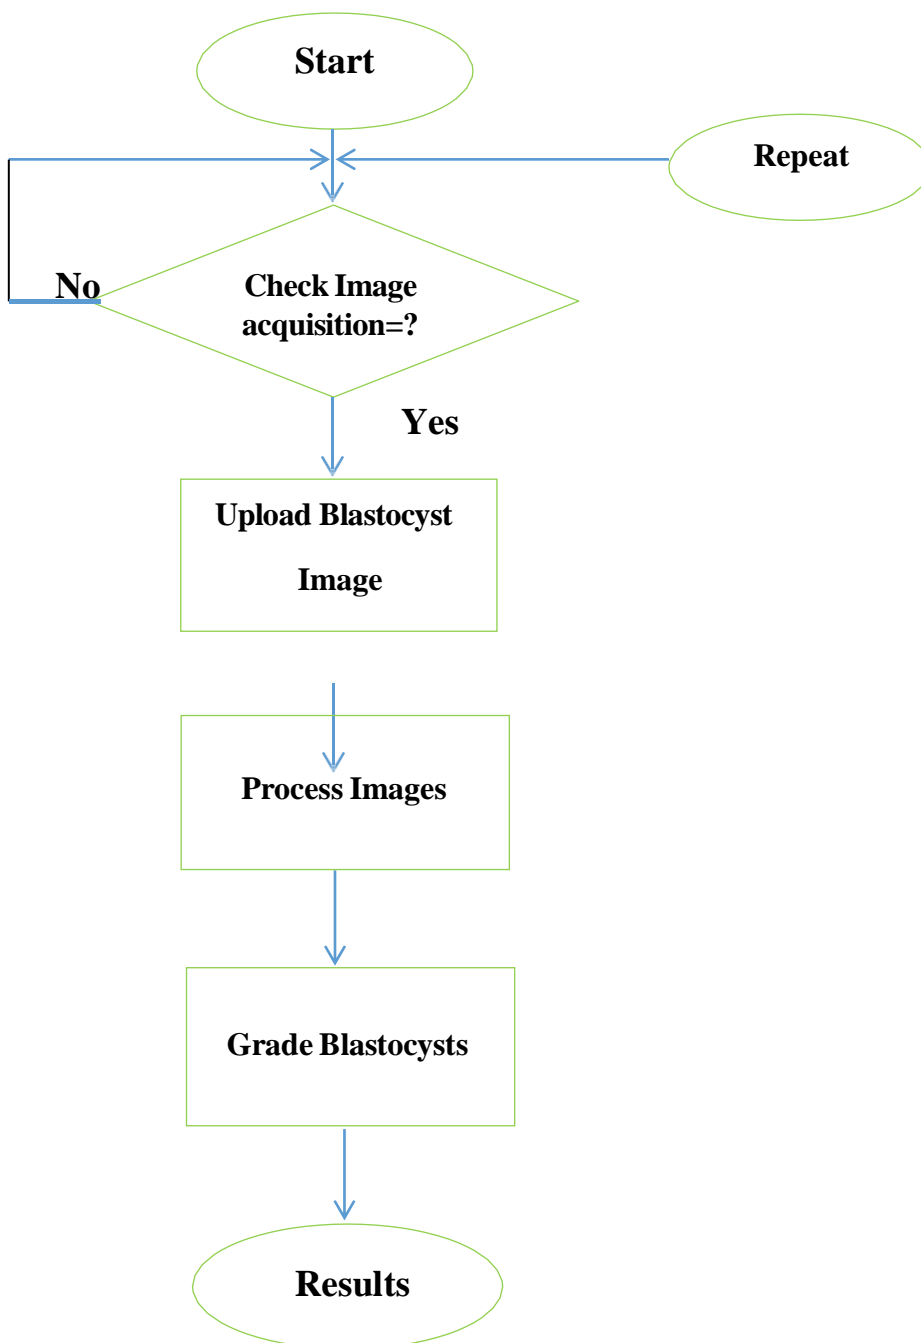 Start
Repeat
No
Check Image
acquisition=?
Yes
Upload Blastocyst
Image
Process Images
Grade Blastocysts
Results